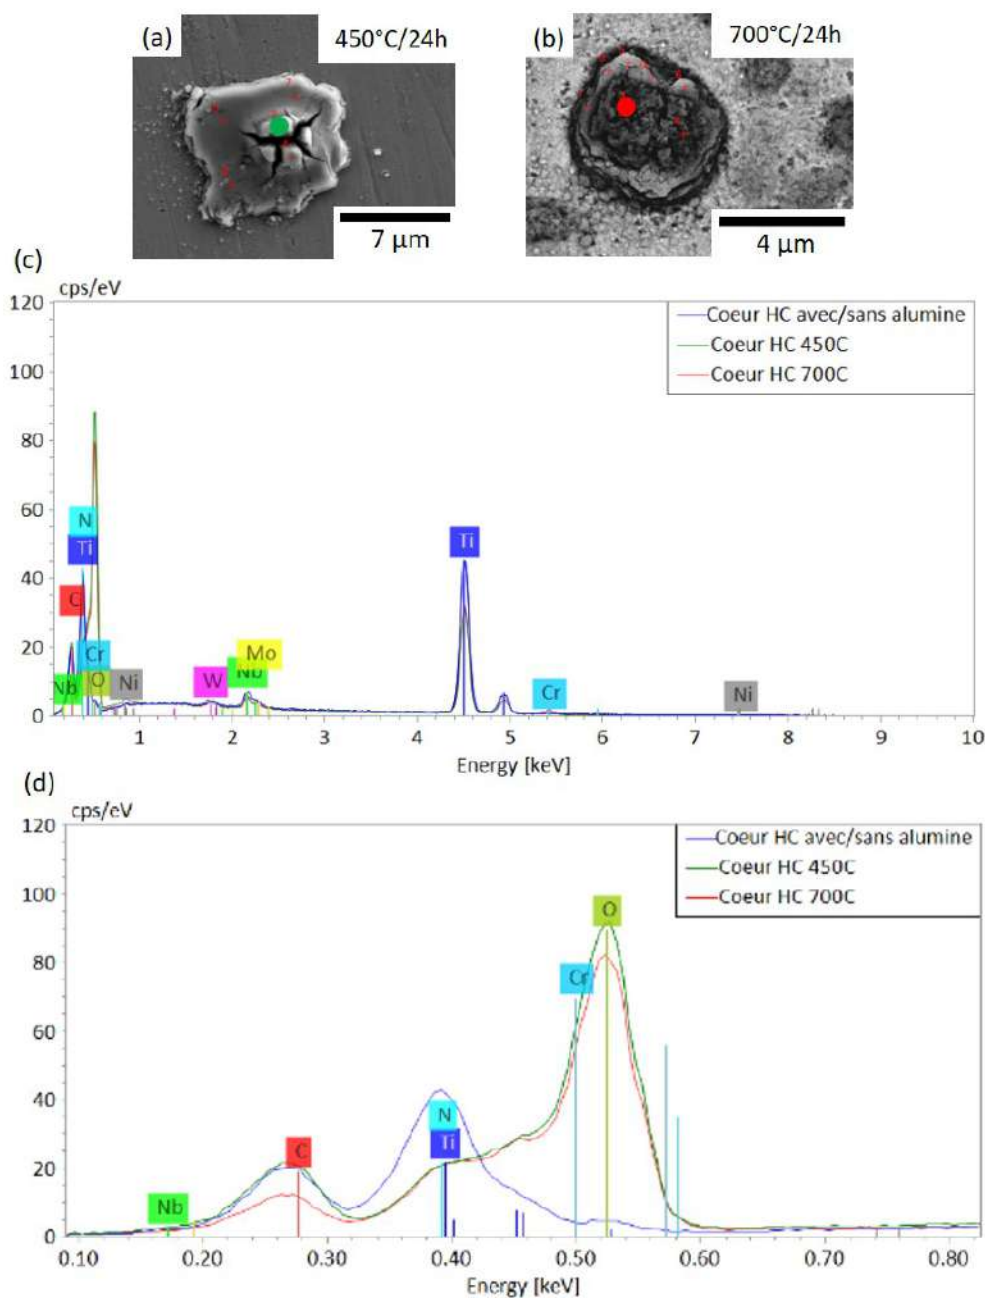 (a) 450°C/24h
(b) 700°C/24h
7 µm
4 µm
(c)
cps/eV
120
100
80
60
40
20
0
Coeur HC avec/sans alumine
Coeur HC 450C
Coeur HC 700C
N
Ti
C
Cr
Nb
O
Ni
W
Nb
Mo
Ti
Cr
Ni
1 2 3 4 5 6 7 8 9 10
Energy [keV]
(d)
cps/eV
120
100
80
60
40
20
0
Coeur HC avec/sans alumine
Coeur HC 450C
Coeur HC 700C
O
Cr
N
Ti
C
Nb
0.10 0.20 0.30 0.40 0.50 0.60 0.70 0.80
Energy [keV]